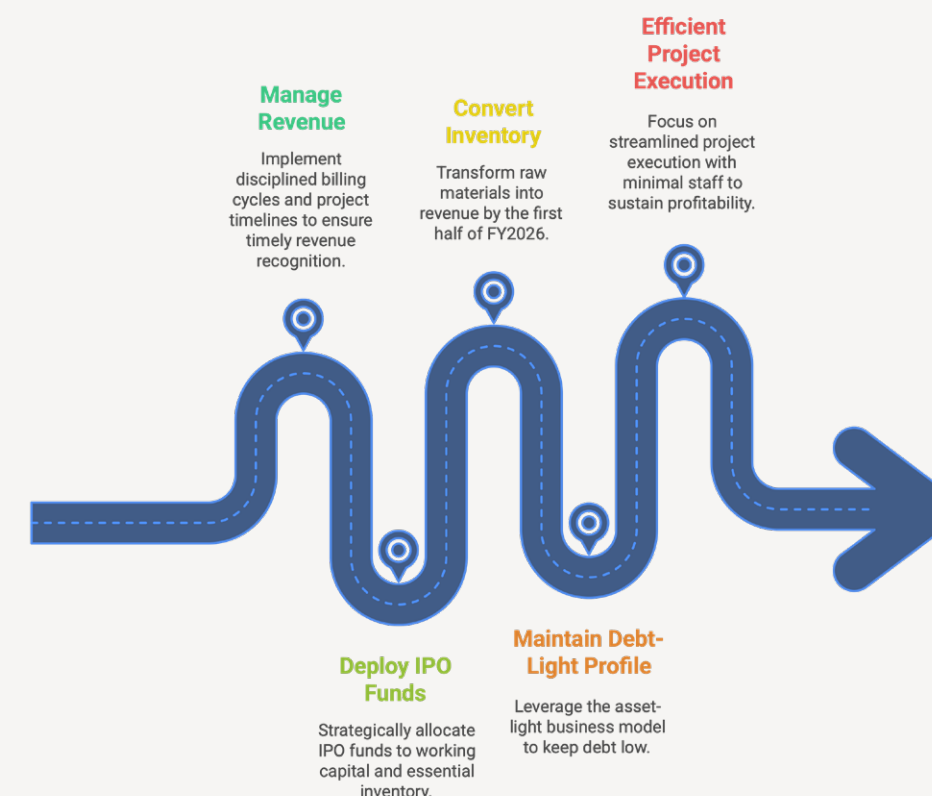 Manage
Revenue
Implement
disciplined billing
cycles and project
timelines to ensure
timely revenue
recognition.
Deploy IPO
Funds
Strategically allocate
IPO funds to working
capital and essential
inventory.
Convert
Inventory
Transform raw
materials into
revenue by the first
half of FY2026.
Maintain Debt-
Light Profile
Leverage the asset-
light business model
to keep debt low.
Efficient
Project
Execution
Focus on
streamlined project
execution with
minimal staff to
sustain profitability.